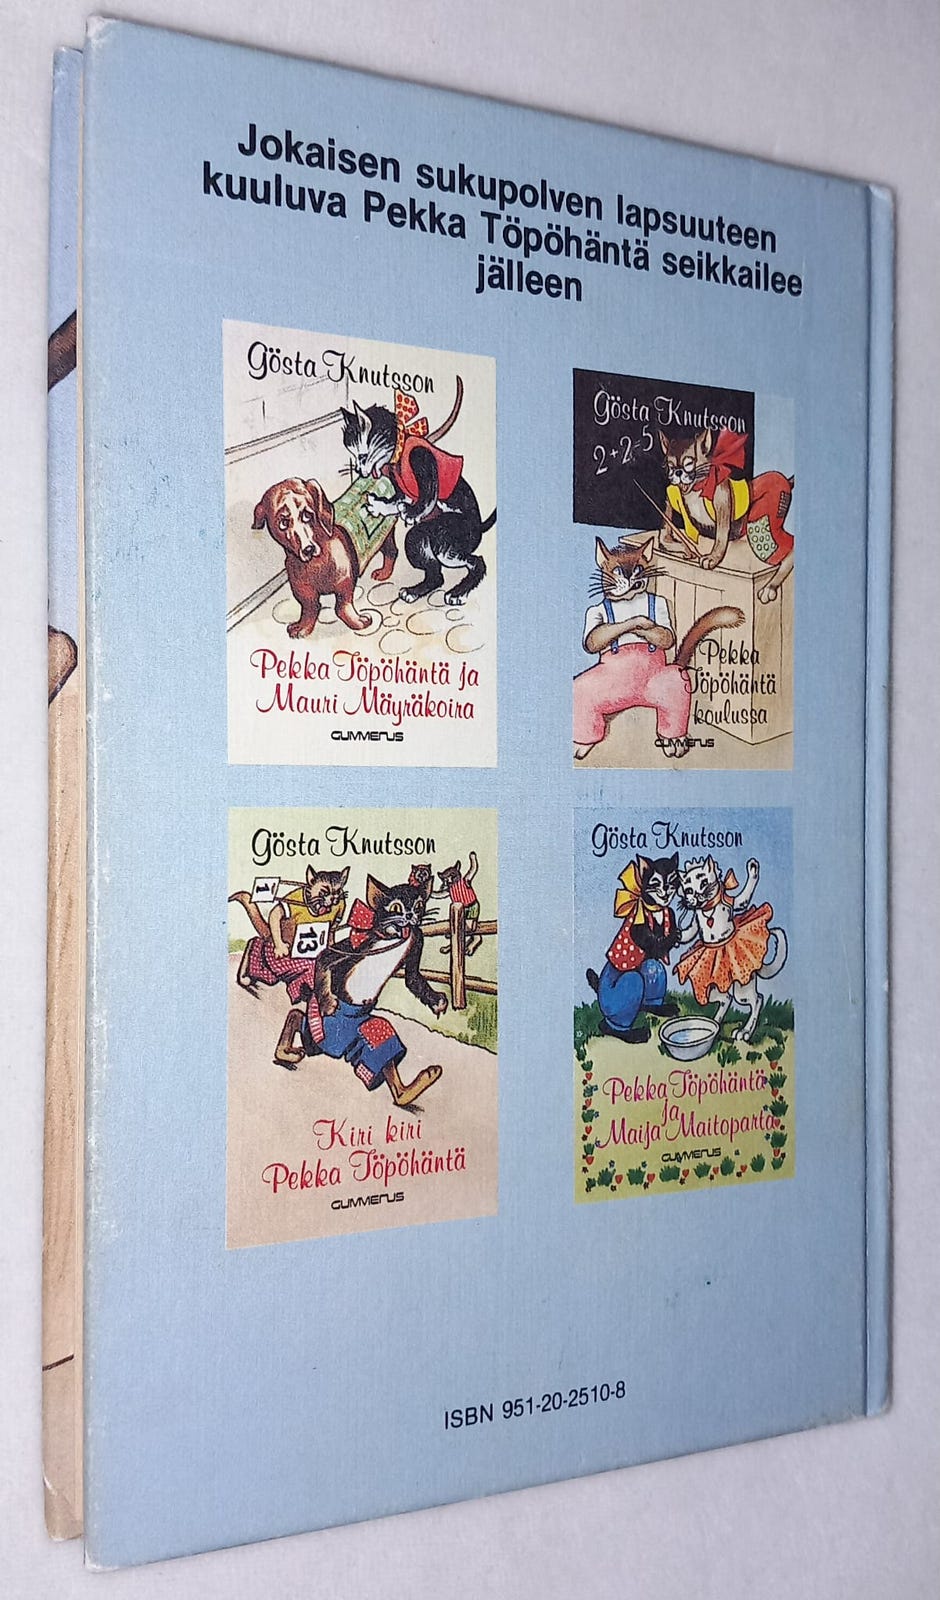 Jokaisen sukupolven lapsuuteen
kuuluva Pekka Töpöhäntä seikkailee
jälleen
Gösta Knutsson
Pekka Töpöhäntä ja
Mauri Mäyräkoira
GUMMERUS
Gösta Knutsson
2+2=5
Pekka
Töpöhäntä
koulussa
GUMMERUS
Gösta Knutsson
1
13
Kiri kiri
Pekka Töpöhäntä
GUMMERUS
Gösta Knutsson
Pekka Töpöhäntä
ja
Maija Maitoparta
GUMMERUS
ISBN 951-20-2510-8